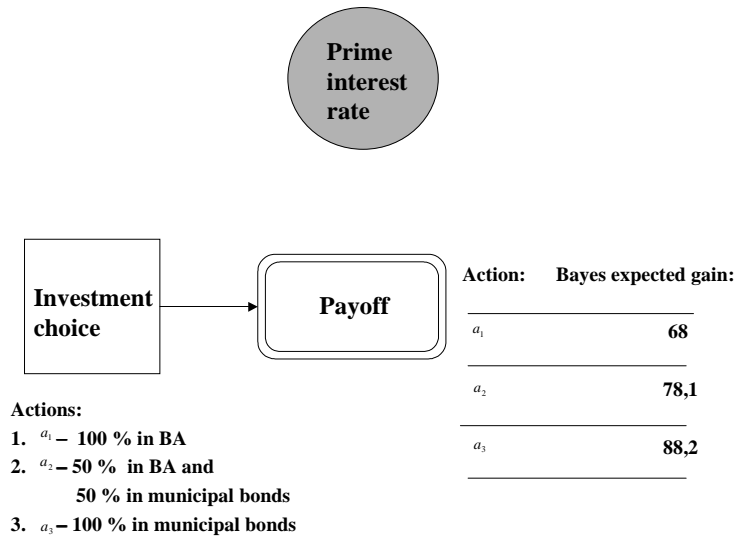 Prime
interest
rate
Investment
choice
Payoff
Action: Bayes expected gain:
a₁ 68
a₂ 78,1
a₃ 88,2
Actions:
1. a₁ – 100 % in BA
2. a₂ – 50 % in BA and
50 % in municipal bonds
3. a₃ – 100 % in municipal bonds